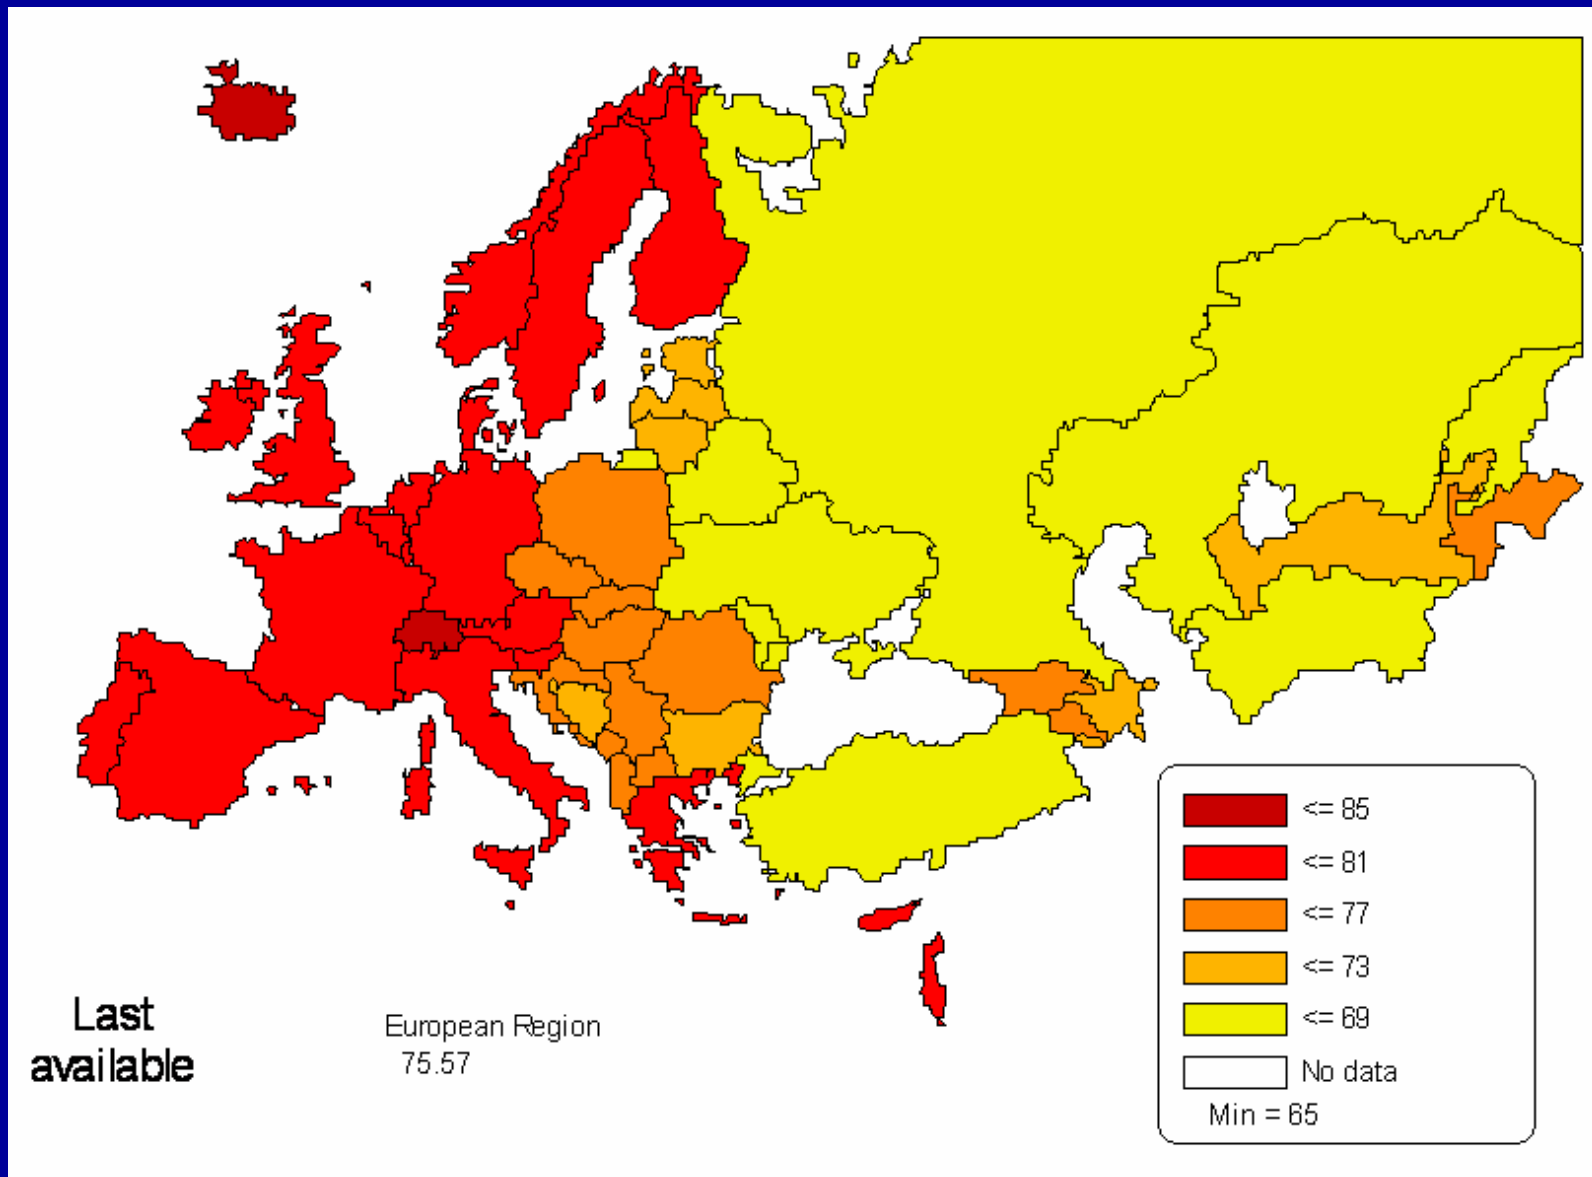 Last
available
European Region
75.57
<= 85
<= 81
<= 77
<= 73
<= 69
No data
Min = 65